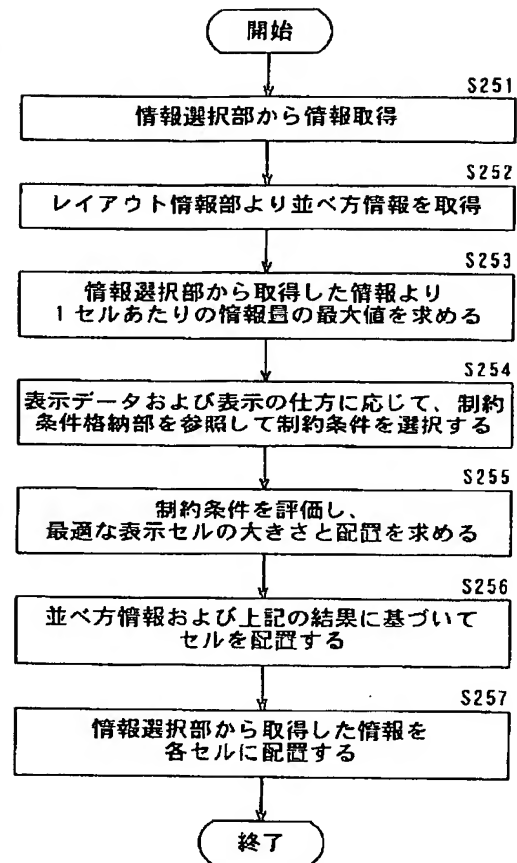 開始
S251
情報選択部から情報取得
S252
レイアウト情報部より並べ方情報を取得
S253
情報選択部から取得した情報より
1セルあたりの情報量の最大値を求める
S254
表示データおよび表示の仕方に応じて、制約
条件格納部を参照して制約条件を選択する
S255
制約条件を評価し、
最適な表示セルの大きさと配置を求める
S256
並べ方情報および上記の結果に基づいて
セルを配置する
S257
情報選択部から取得した情報を
各セルに配置する
終了